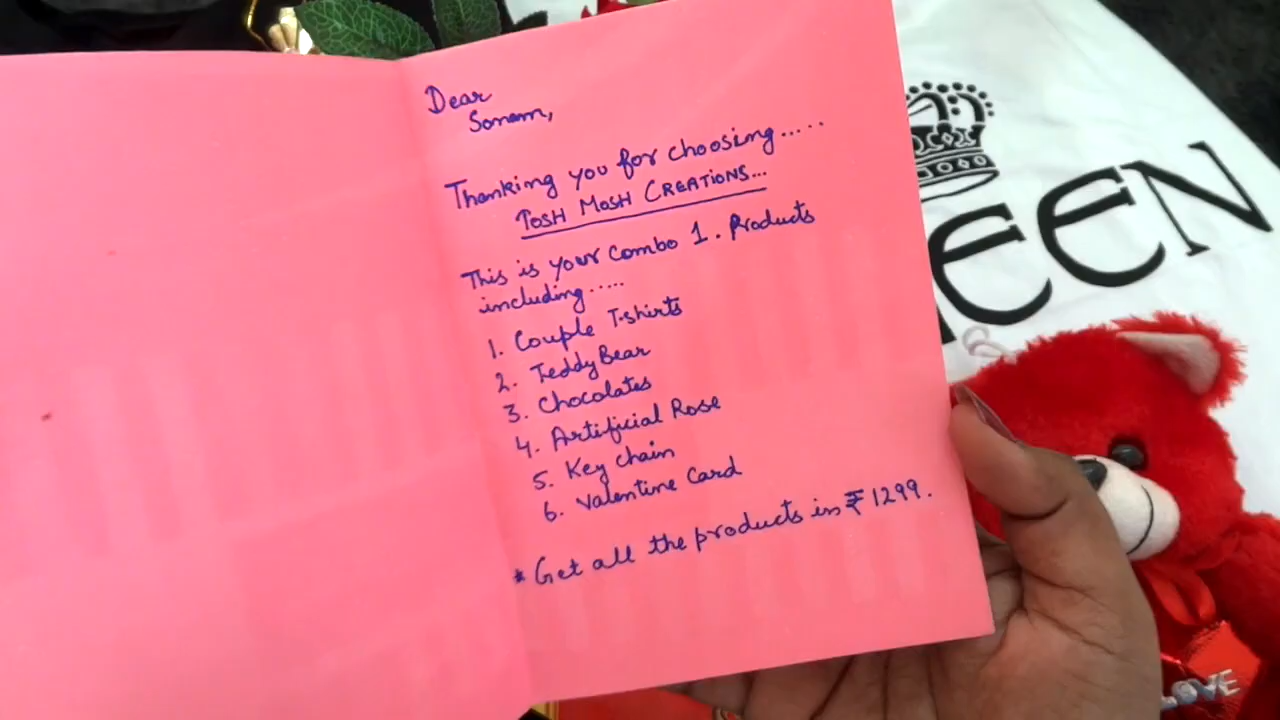 Dear
Sonam,
Thanking you for choosing.....
TOSH MOSH CREATIONS...
This is your combo 1. Products
including.....
1. Couple T-shirts
2. Teddy Bear
3. Chocolates
4. Artificial Rose
5. Key chain
6. Valentine Card
* Get all the products in ₹ 1299.
EEN
LOVE